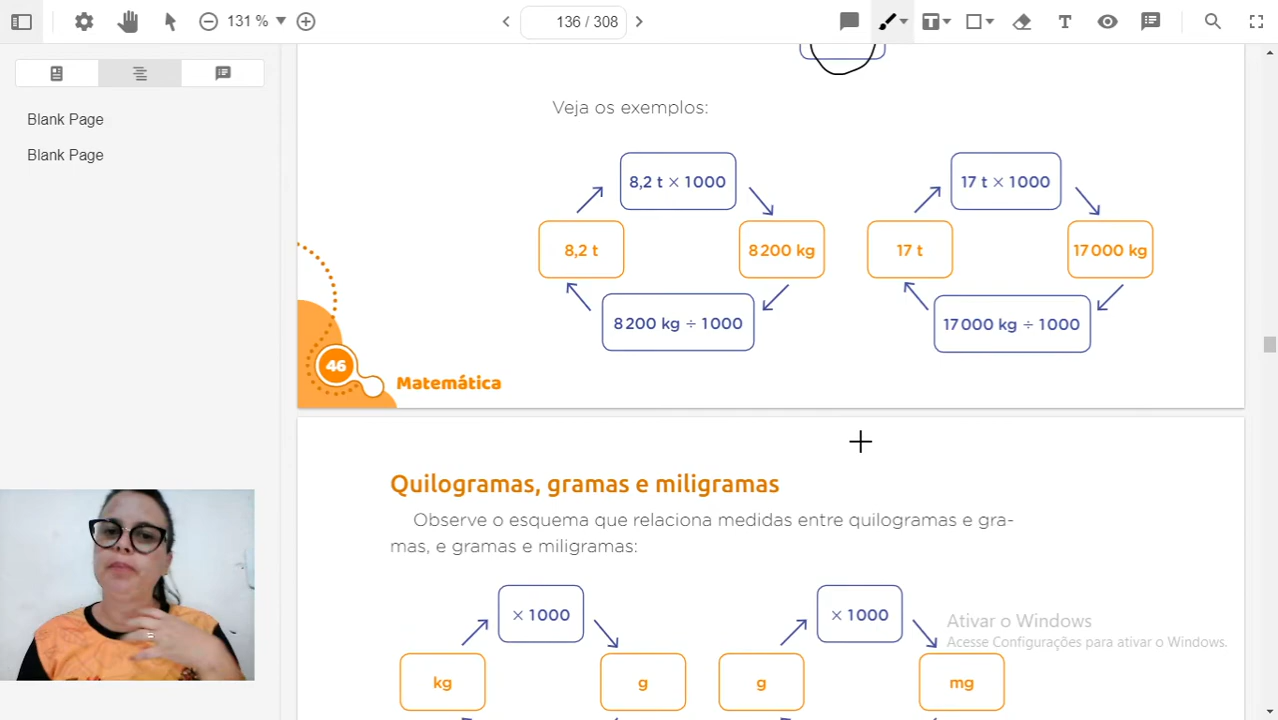 131 %
136 / 308
Blank Page
Blank Page
Veja os exemplos:
8,2 t × 1000
17 t × 1000
8,2 t
8 200 kg
17 t
17 000 kg
8 200 kg ÷ 1000
17 000 kg ÷ 1000
46
Matemática
Quilogramas, gramas e miligramas
Observe o esquema que relaciona medidas entre quilogramas e gra-
mas, e gramas e miligramas:
× 1000
× 1000
Ativar o Windows
Acesse Configurações para ativar o Windows.
kg
g
g
mg